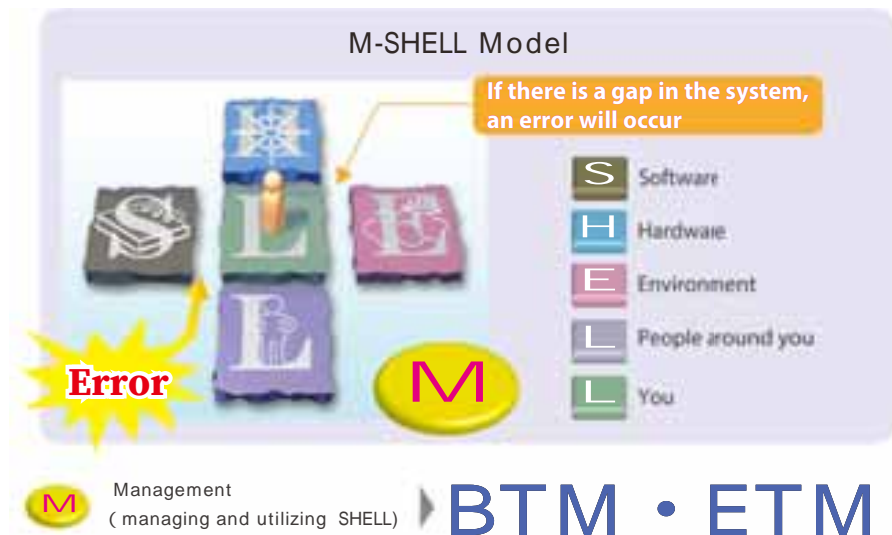 M-SHELL Model
If there is a gap in the system,
an error will occur
H
S
L
E
L
Error
M
S Software
H Hardware
E Environment
L People around you
L You
M Management
( managing and utilizing SHELL)
BTM・ETM